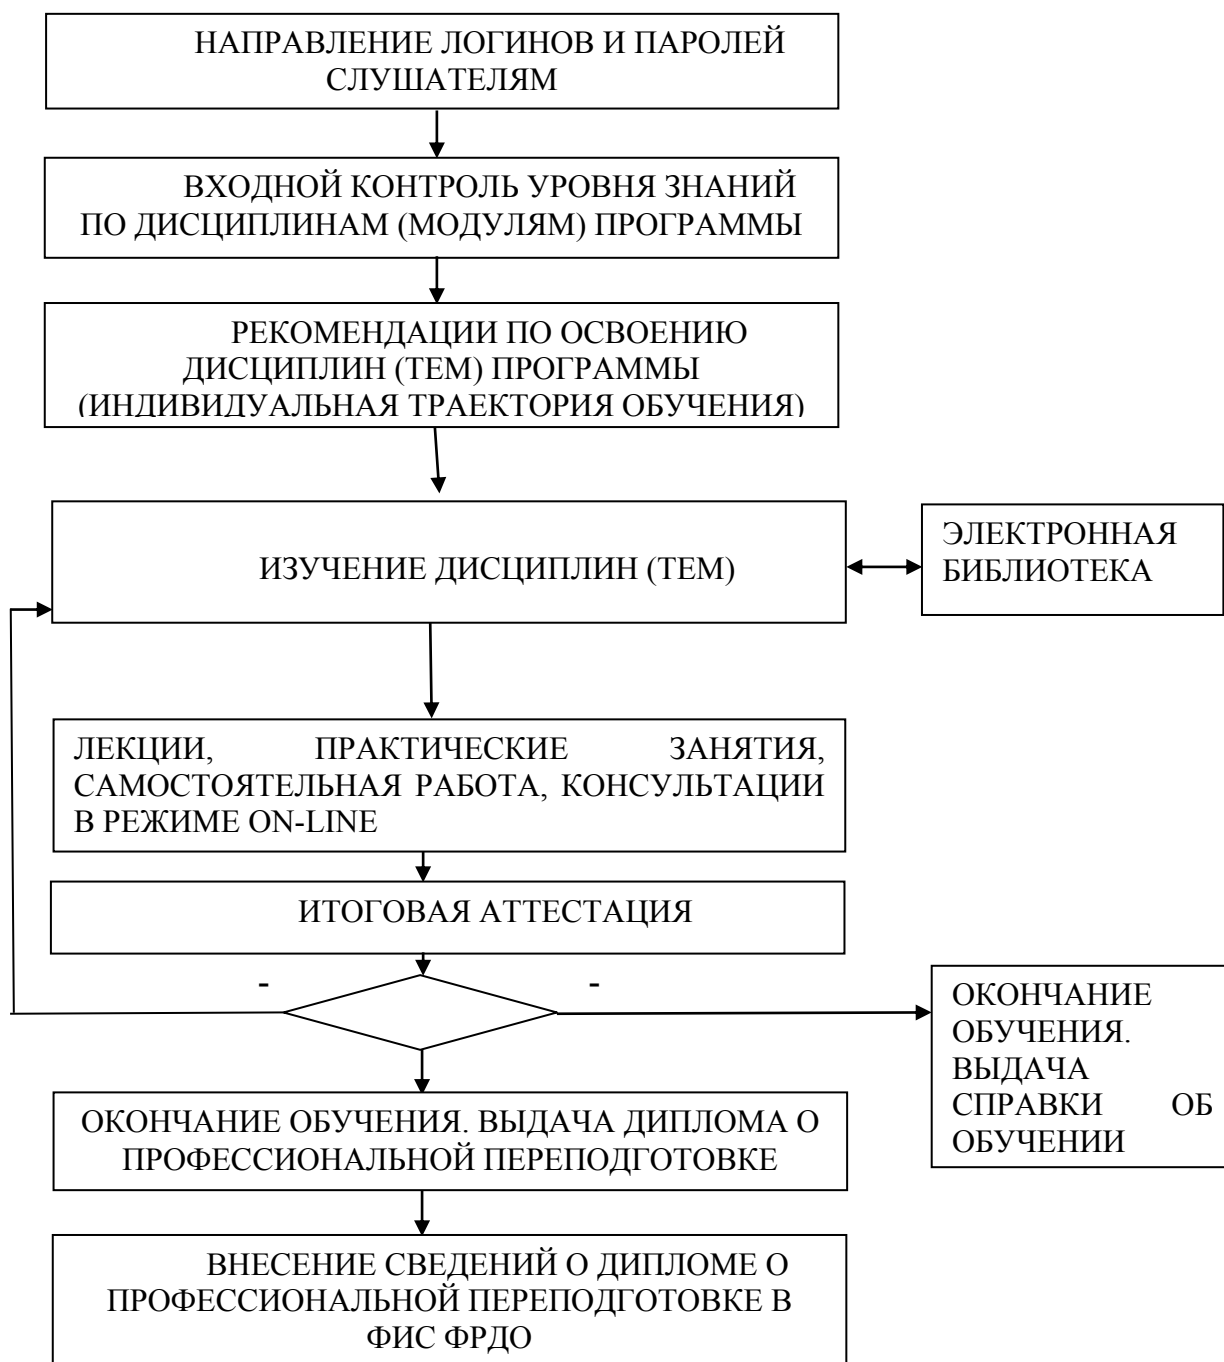 НАПРАВЛЕНИЕ ЛОГИНОВ И ПАРОЛЕЙ
СЛУШАТЕЛЯМ
ВХОДНОЙ КОНТРОЛЬ УРОВНЯ ЗНАНИЙ
ПО ДИСЦИПЛИНАМ (МОДУЛЯМ) ПРОГРАММЫ
РЕКОМЕНДАЦИИ ПО ОСВОЕНИЮ
ДИСЦИПЛИН (ТЕМ) ПРОГРАММЫ
(ИНДИВИДУАЛЬНАЯ ТРАЕКТОРИЯ ОБУЧЕНИЯ)
ИЗУЧЕНИЕ ДИСЦИПЛИН (ТЕМ)
ЭЛЕКТРОННАЯ
БИБЛИОТЕКА
ЛЕКЦИИ, ПРАКТИЧЕСКИЕ ЗАНЯТИЯ,
САМОСТОЯТЕЛЬНАЯ РАБОТА, КОНСУЛЬТАЦИИ
В РЕЖИМЕ ON-LINE
ИТОГОВАЯ АТТЕСТАЦИЯ
-
-
ОКОНЧАНИЕ
ОБУЧЕНИЯ.
ВЫДАЧА
СПРАВКИ ОБ
ОБУЧЕНИИ
ОКОНЧАНИЕ ОБУЧЕНИЯ. ВЫДАЧА ДИПЛОМА О
ПРОФЕССИОНАЛЬНОЙ ПЕРЕПОДГОТОВКЕ
ВНЕСЕНИЕ СВЕДЕНИЙ О ДИПЛОМЕ О
ПРОФЕССИОНАЛЬНОЙ ПЕРЕПОДГОТОВКЕ В
ФИС ФРДО